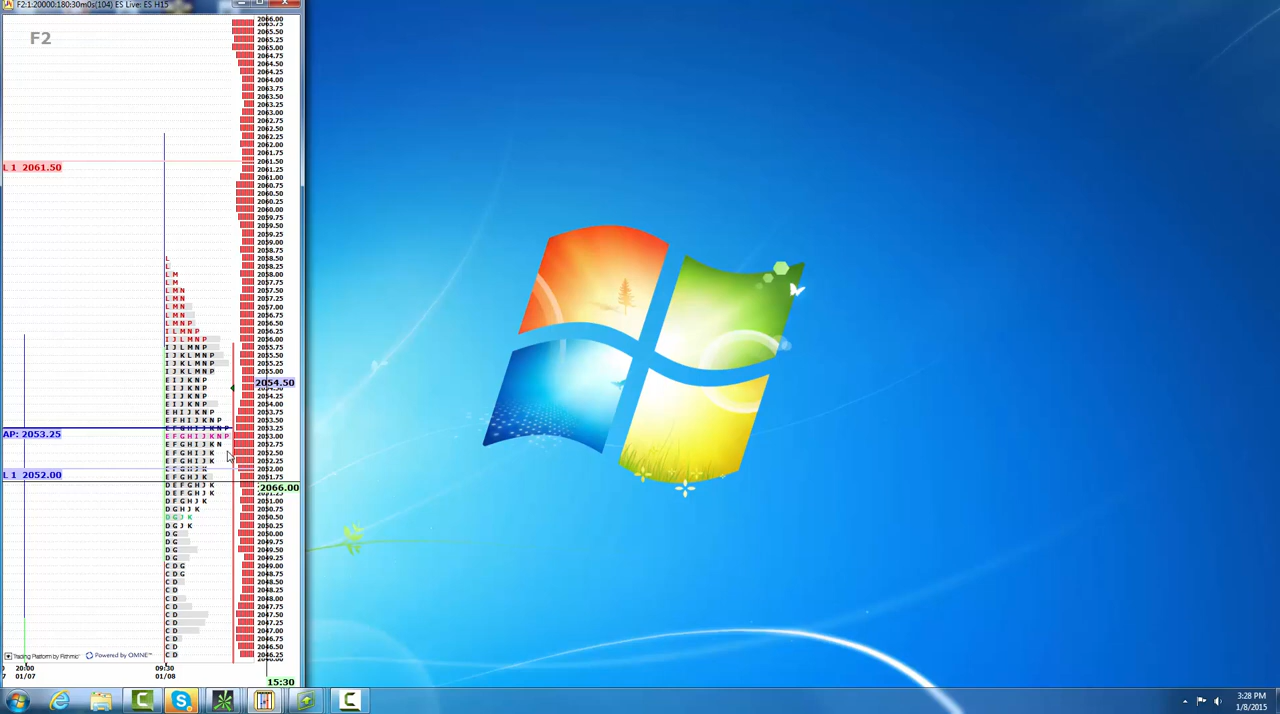 F2:1:20000:180:30m0s(104) ES Live: ES H15
F2
2066.00
2065.75
2065.50
2065.25
2065.00
2064.75
2064.50
2064.25
2064.00
2063.75
2063.50
2063.25
2063.00
2062.75
2062.50
2062.25
2062.00
2061.75
2061.50
L 1 2061.50
2061.25
2061.00
2060.75
2060.50
2060.25
2060.00
2059.75
2059.50
2059.25
2059.00
2058.75
L 2058.50
L 2058.25
L M 2058.00
L M 2057.75
L M N 2057.50
L M N 2057.25
L M N 2057.00
L M N 2056.75
L M N P 2056.50
I L M N P 2056.25
I J L M N P 2056.00
I J L M N P 2055.75
I J K L M N P 2055.50
I J K L M N P 2055.25
I J K L M N P 2055.00
E I J K N P
2054.50
E I J K N P
E I J K N P 2054.25
E I J K N P 2054.00
E H I J K N P 2053.75
E F H I J K N P 2053.50
E F G H I J K N P 2053.25
AP: 2053.25
E F G H I J K N P 2053.00
E F G H I J K N 2052.75
E F G H I J K 2052.50
E F G H I J K 2052.25
E F G H J K 2052.00
L 1 2052.00
E F G H J K 2051.75
D E F G H J K
2066.00
D E F G H J K
D F G H J K 2051.00
D G H J K 2050.75
D G J K 2050.50
D G J K 2050.25
D G 2050.00
D G 2049.75
D G 2049.50
D G 2049.25
C D G 2049.00
C D G 2048.75
C D 2048.50
C D 2048.25
C D 2048.00
C D 2047.75
C D 2047.50
C D 2047.25
C D 2047.00
C D 2046.75
C D 2046.50
C D 2046.25
Trading Platform by Rithmic™ Powered by OMNE™
20:00 09:30
01/07 01/08
15:30
3:28 PM
1/8/2015